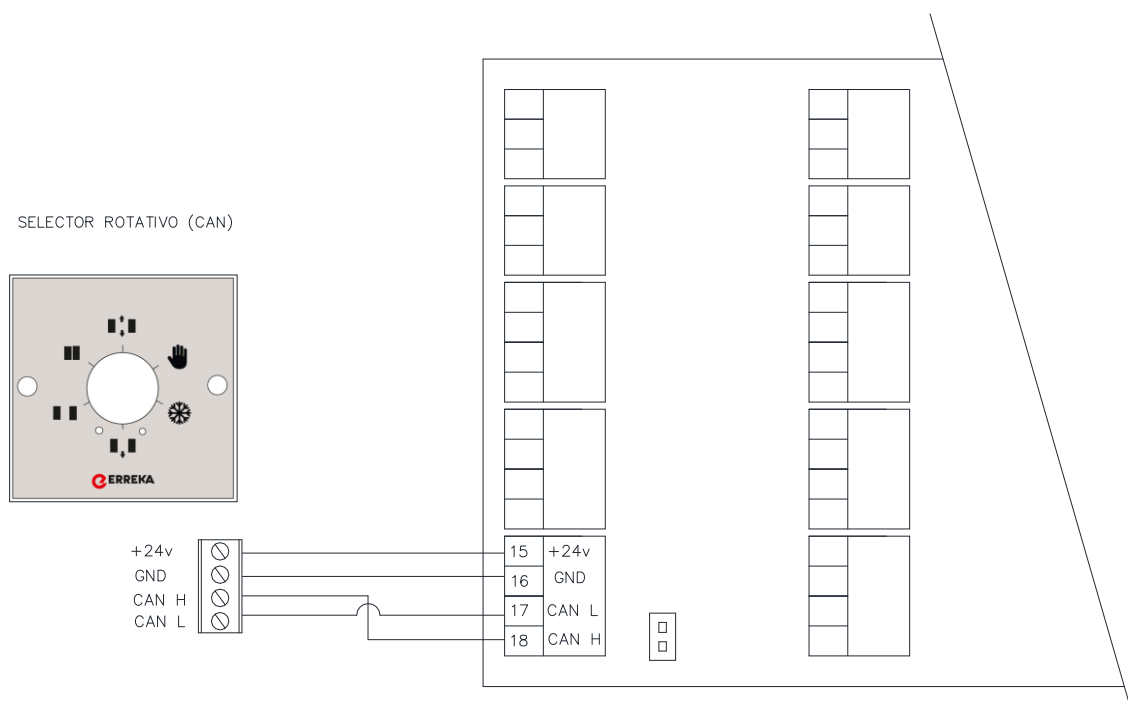 SELECTOR ROTATIVO (CAN)
ERREKA
+24v
GND
CAN H
CAN L
15 +24v
16 GND
17 CAN L
18 CAN H